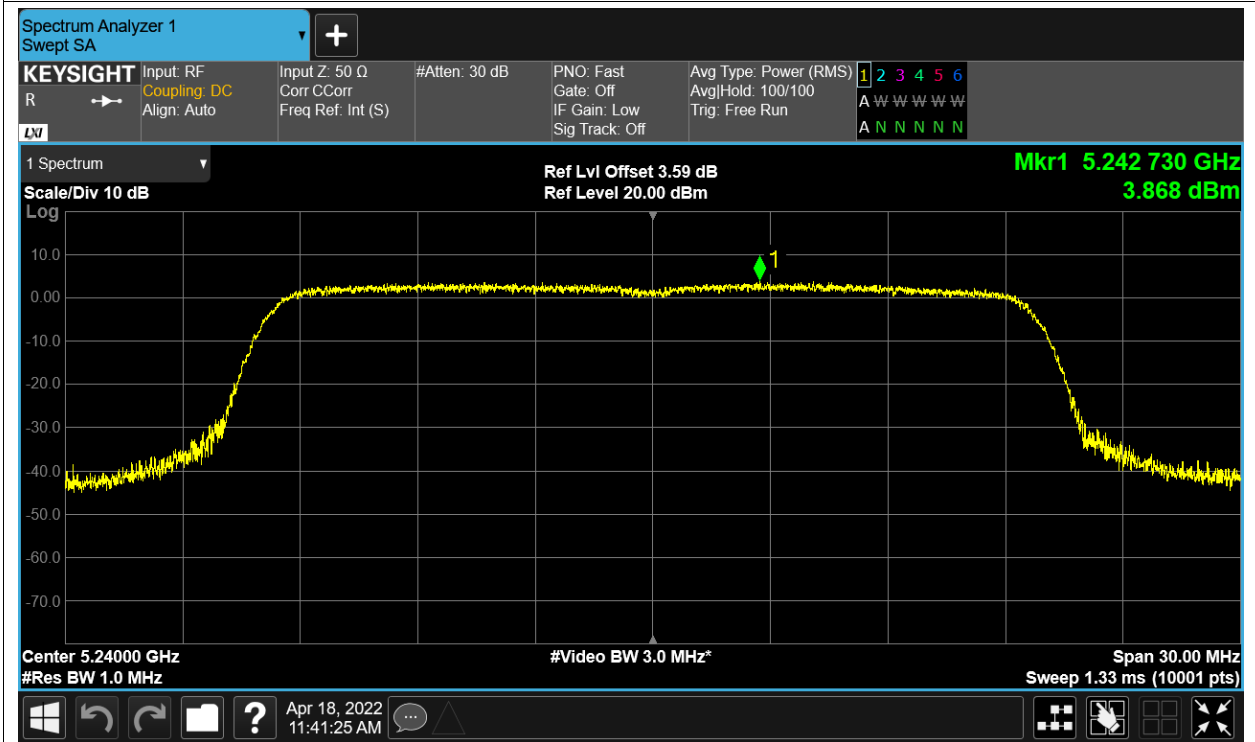 Spectrum Analyzer 1
Swept SA
KEYSIGHT
R
LXI
Input: RF
Coupling: DC
Align: Auto
Input Z: 50 Ω
Corr CCorr
Freq Ref: Int (S)
#Atten: 30 dB
PNO: Fast
Gate: Off
IF Gain: Low
Sig Track: Off
Avg Type: Power (RMS)
Avg|Hold: 100/100
Trig: Free Run
1 2 3 4 5 6
A W W W W W
A N N N N N
1 Spectrum
Scale/Div 10 dB
Log
Ref Lvl Offset 3.59 dB
Ref Level 20.00 dBm
Mkr1 5.242 730 GHz
3.868 dBm
1
10.0
0.00
-10.0
-20.0
-30.0
-40.0
-50.0
-60.0
-70.0
Center 5.24000 GHz
#Res BW 1.0 MHz
#Video BW 3.0 MHz*
Span 30.00 MHz
Sweep 1.33 ms (10001 pts)
?
Apr 18, 2022
11:41:25 AM